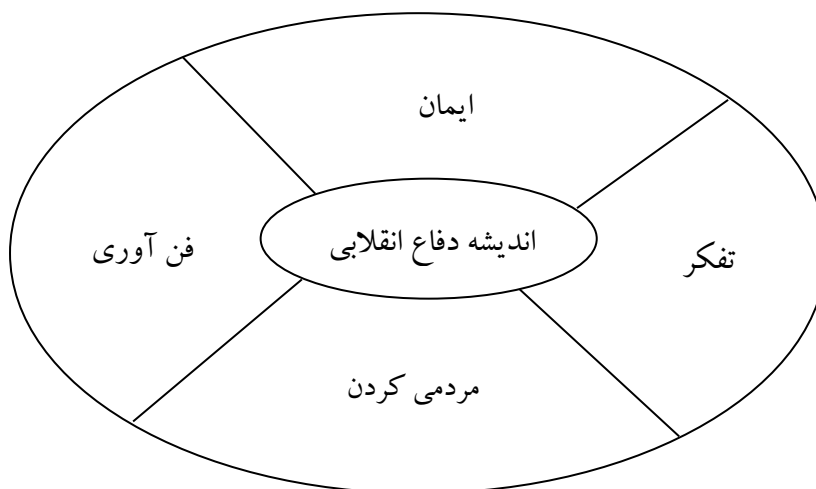 ایمان
تفکر
اندیشه دفاع انقلابی
فن آوری
مردمی کردن